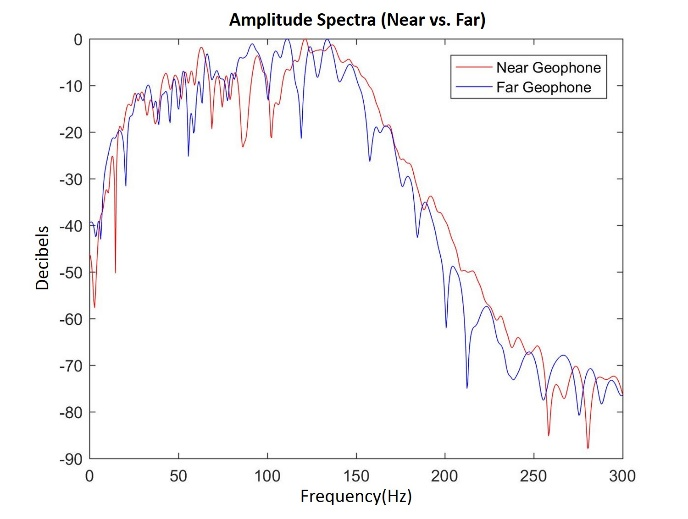 Amplitude Spectra (Near vs. Far)
0
-10
-20
-30
-40
-50
-60
-70
-80
-90
Decibels
Near Geophone
Far Geophone
0 50 100 150 200 250 300
Frequency(Hz)